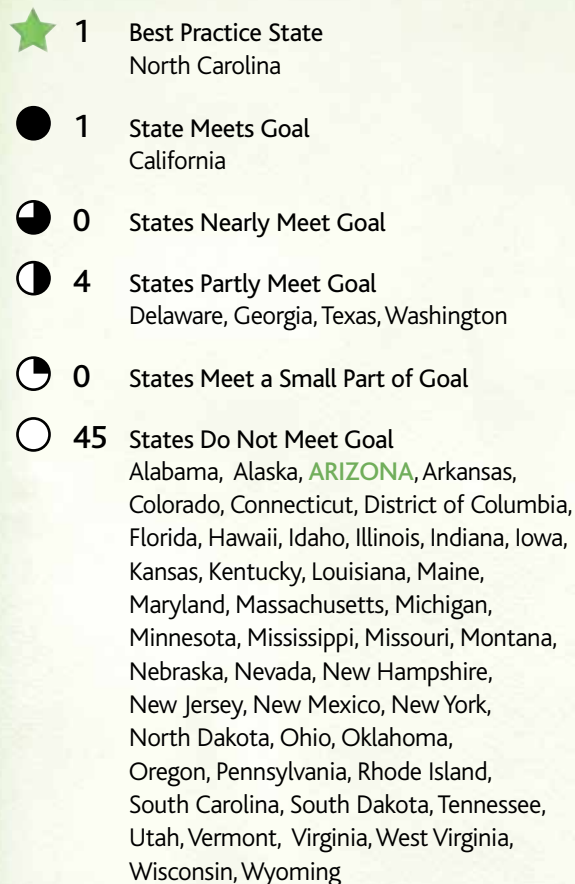 1 Best Practice State
North Carolina
1 State Meets Goal
California
0 States Nearly Meet Goal
4 States Partly Meet Goal
Delaware, Georgia, Texas, Washington
0 States Meet a Small Part of Goal
45 States Do Not Meet Goal
Alabama, Alaska, ARIZONA, Arkansas,
Colorado, Connecticut, District of Columbia,
Florida, Hawaii, Idaho, Illinois, Indiana, Iowa,
Kansas, Kentucky, Louisiana, Maine,
Maryland, Massachusetts, Michigan,
Minnesota, Mississippi, Missouri, Montana,
Nebraska, Nevada, New Hampshire,
New Jersey, New Mexico, New York,
North Dakota, Ohio, Oklahoma,
Oregon, Pennsylvania, Rhode Island,
South Carolina, South Dakota, Tennessee,
Utah, Vermont, Virginia, West Virginia,
Wisconsin, Wyoming